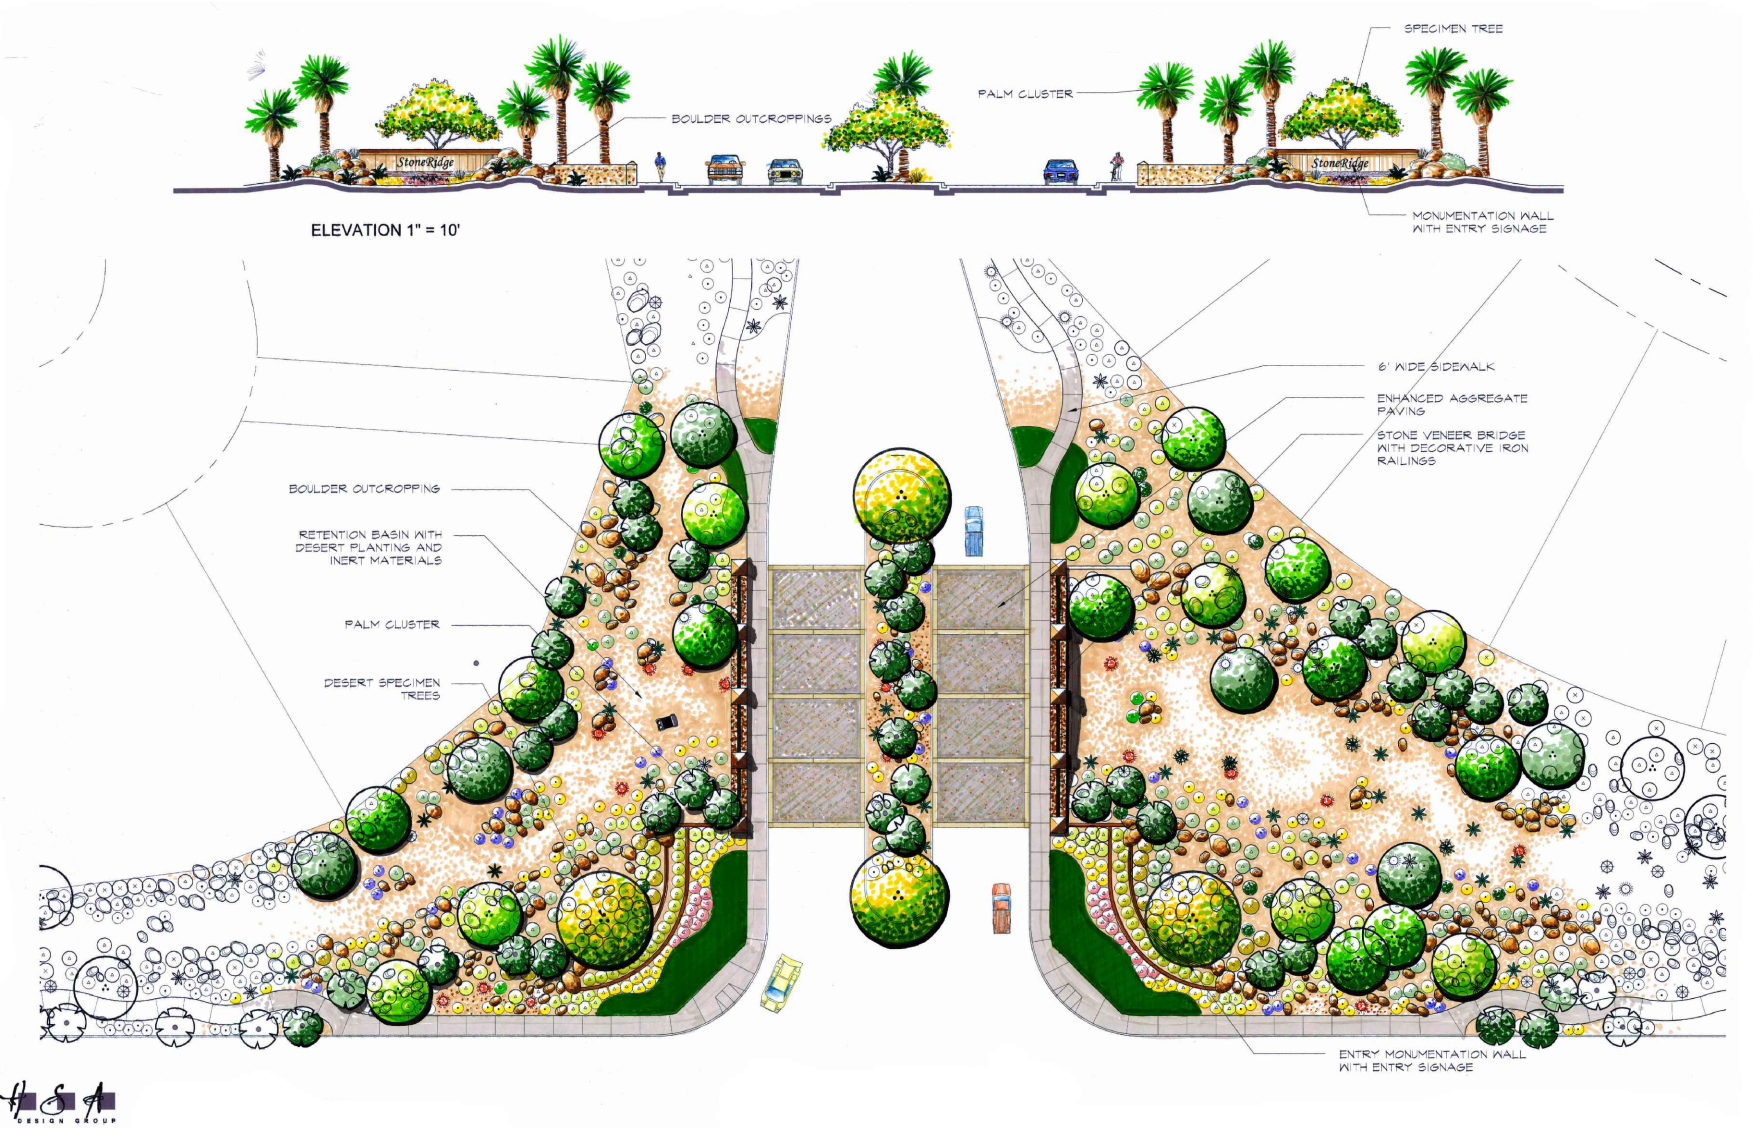 SPECIMEN TREE
PALM CLUSTER
BOULDER OUTCROPPINGS
StoneRidge
StoneRidge
MONUMENTATION WALL
WITH ENTRY SIGNAGE
ELEVATION 1" = 10'
6' WIDE SIDEWALK
ENHANCED AGGREGATE
PAVING
STONE VENEER BRIDGE
WITH DECORATIVE IRON
RAILINGS
BOULDER OUTCROPPING
RETENTION BASIN WITH
DESERT PLANTING AND
INERT MATERIALS
PALM CLUSTER
DESERT SPECIMEN
TREES
ENTRY MONUMENTATION WALL
WITH ENTRY SIGNAGE
HSA
DESIGN GROUP